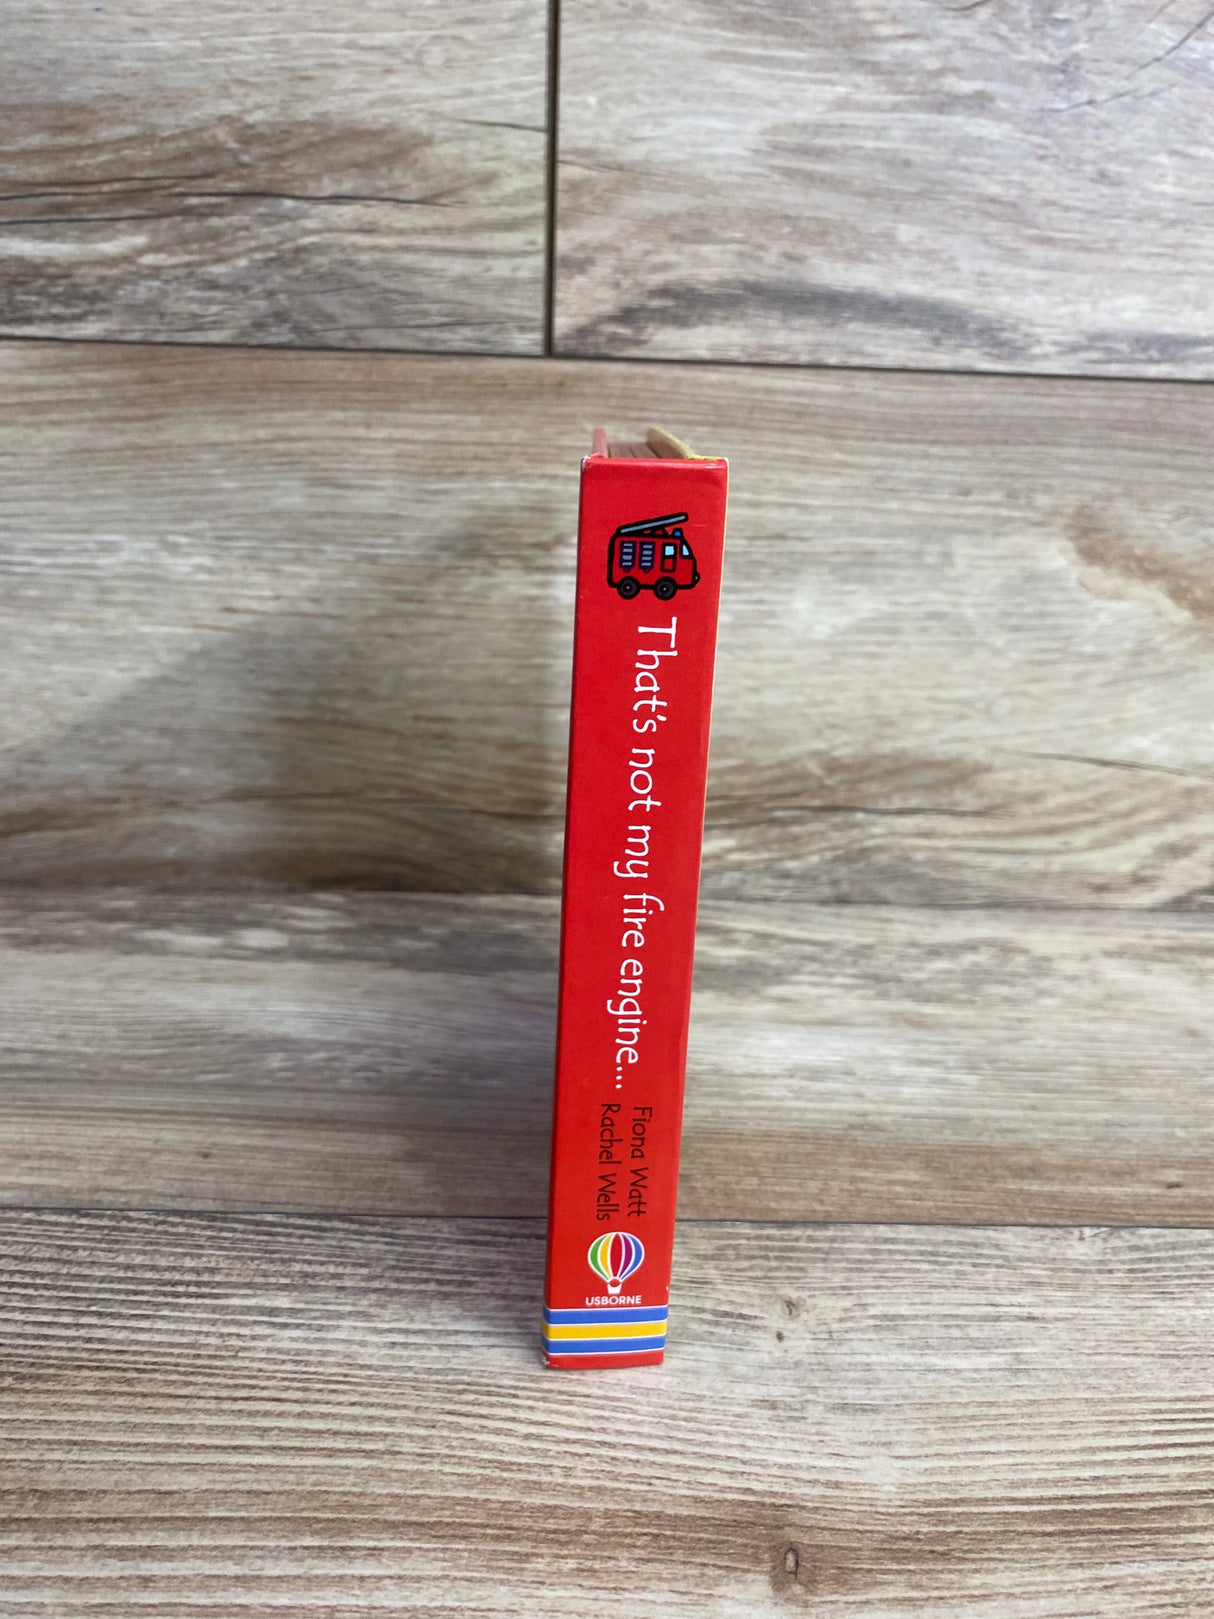 That's not my fire engine...
Fiona Watt
Rachel Wells
USBORNE